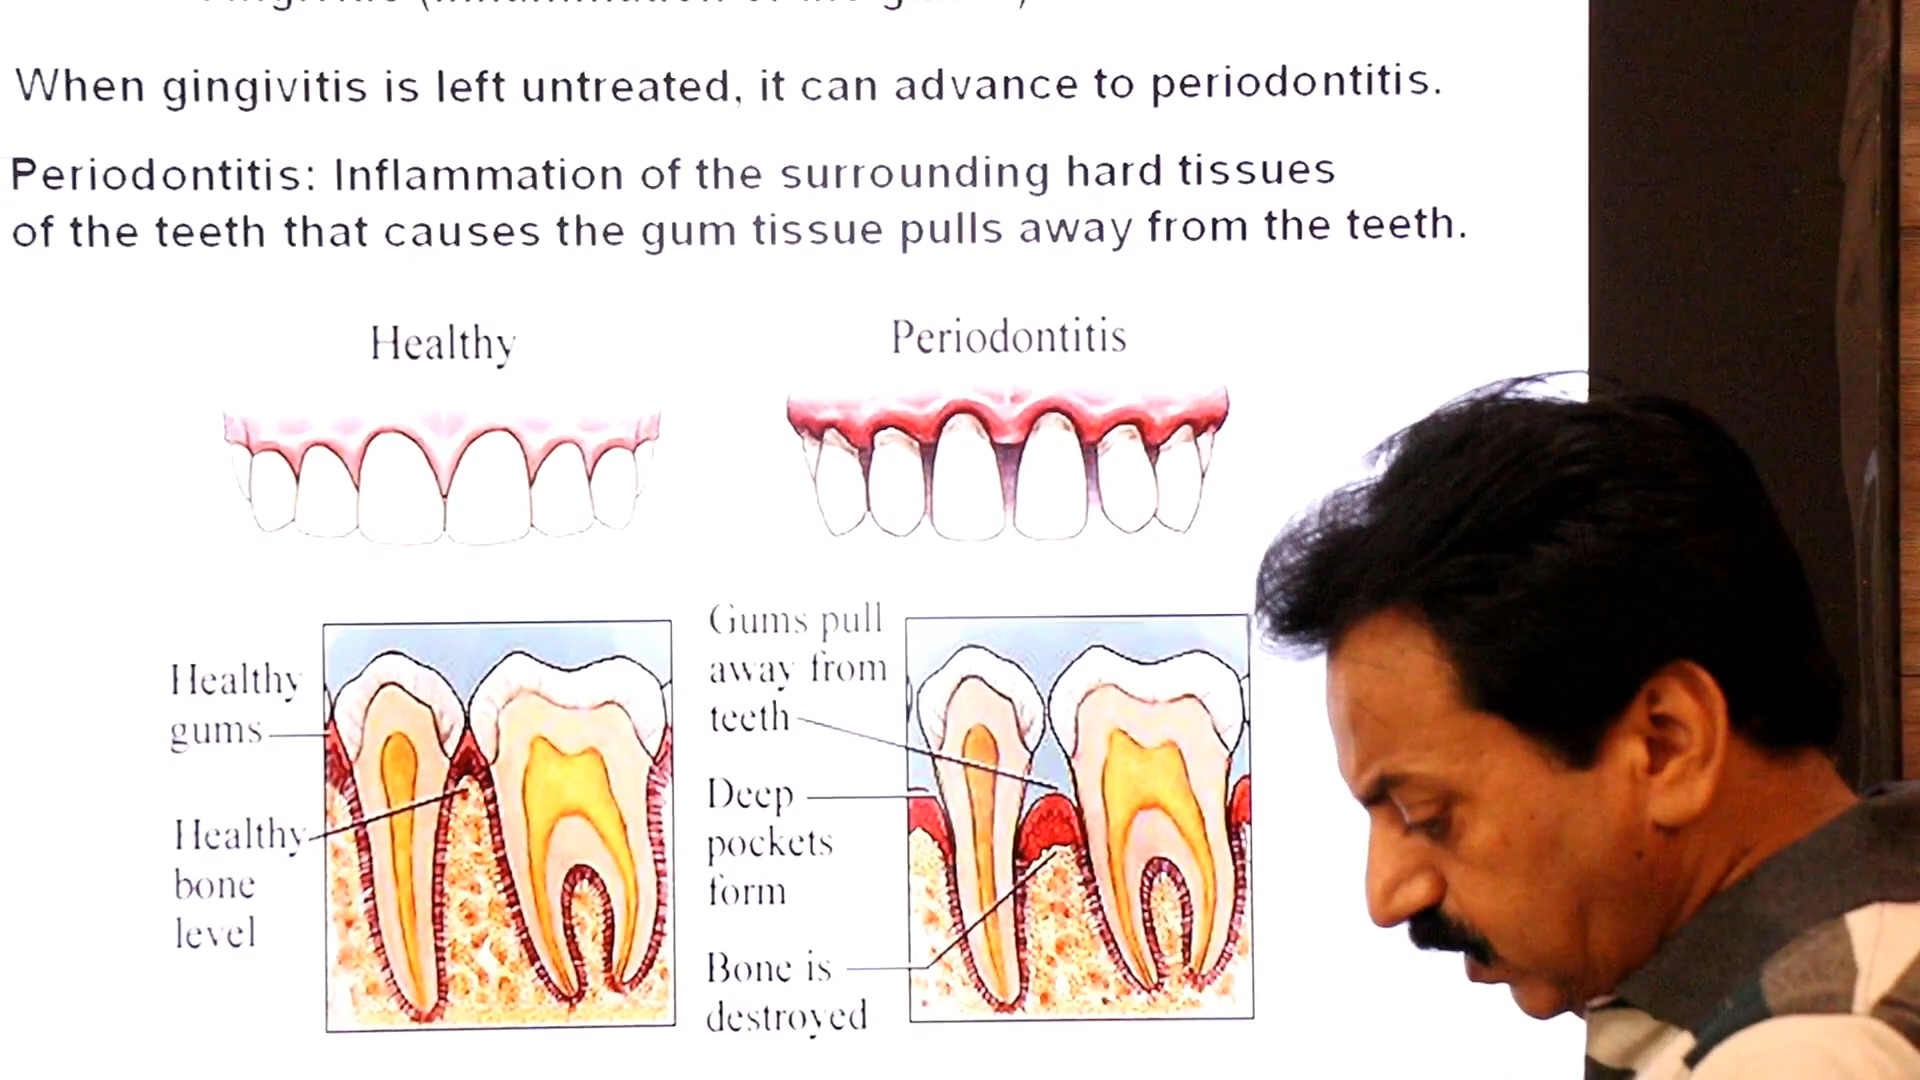 When gingivitis is left untreated, it can advance to periodontitis.
Periodontitis: Inflammation of the surrounding hard tissues
of the teeth that causes the gum tissue pulls away from the teeth.
Healthy
Periodontitis
Healthy
gums
Healthy
bone
level
Gums pull
away from
teeth
Deep
pockets
form
Bone is
destroyed